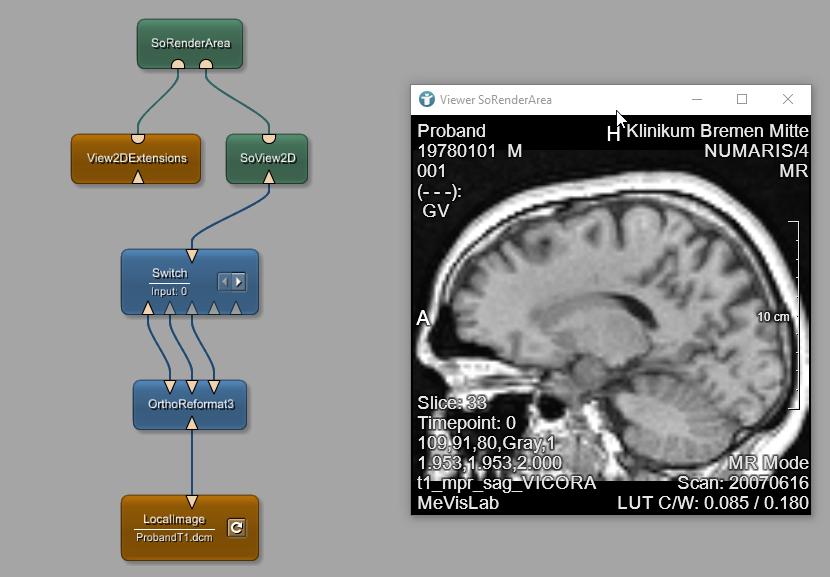 SoRenderArea
View2DExtensions
SoView2D
Switch
Input: 0
OrthoReformat3
LocalImage
ProbandT1.dcm
Viewer SoRenderArea
Proband
H Klinikum Bremen Mitte
19780101 M
NUMARIS/4
001
MR
(---):
GV
A
10 cm
Slice: 33
Timepoint: 0
109,91,80,Gray,1
1.953,1.953,2.000
MR Mode
t1_mpr_sag_VICORA
Scan: 20070616
MeVisLab
LUT C/W: 0.085 / 0.180